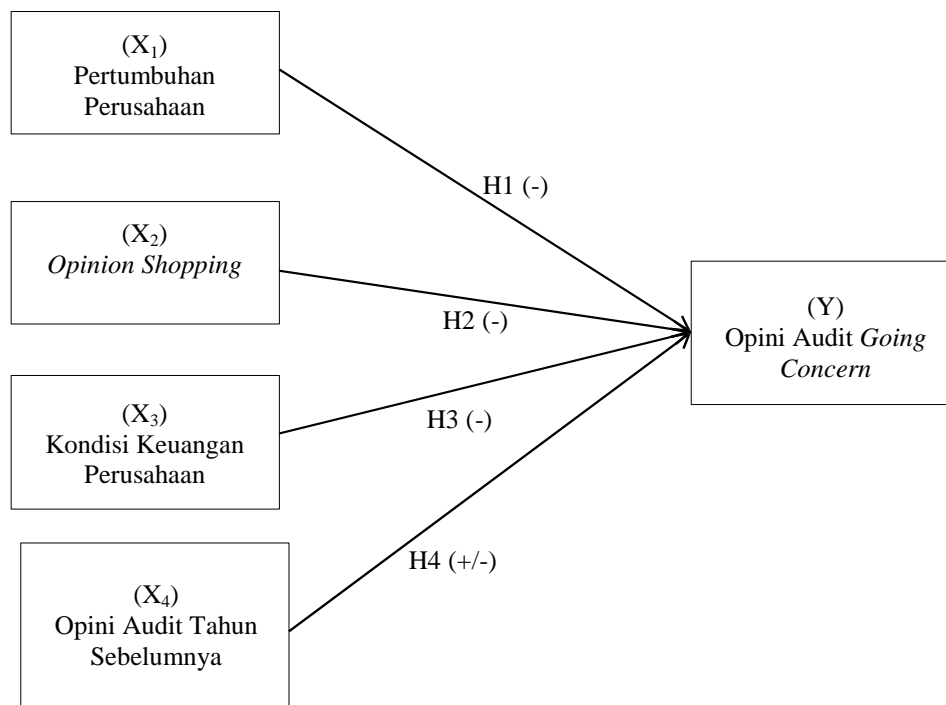 (X₁)
Pertumbuhan
Perusahaan
H1 (-)
(X₂)
Opinion Shopping
H2 (-)
(Y)
Opini Audit Going
Concern
(X₃)
Kondisi Keuangan
Perusahaan
H3 (-)
H4 (+/-)
(X₄)
Opini Audit Tahun
Sebelumnya